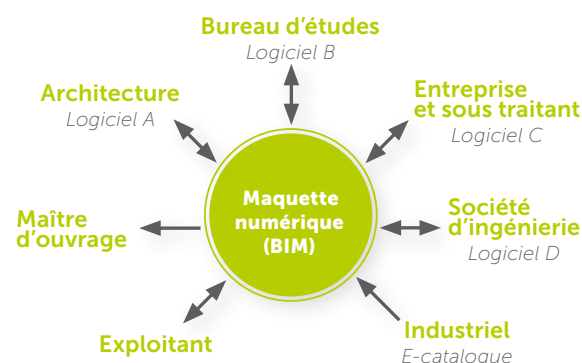 Bureau d'études
Logiciel B
Architecture
Logiciel A
Entreprise
et sous traitant
Logiciel C
Maquette
numérique
(BIM)
Maître
d'ouvrage
Société
d'ingénierie
Logiciel D
Exploitant
Industriel
E-catalogue